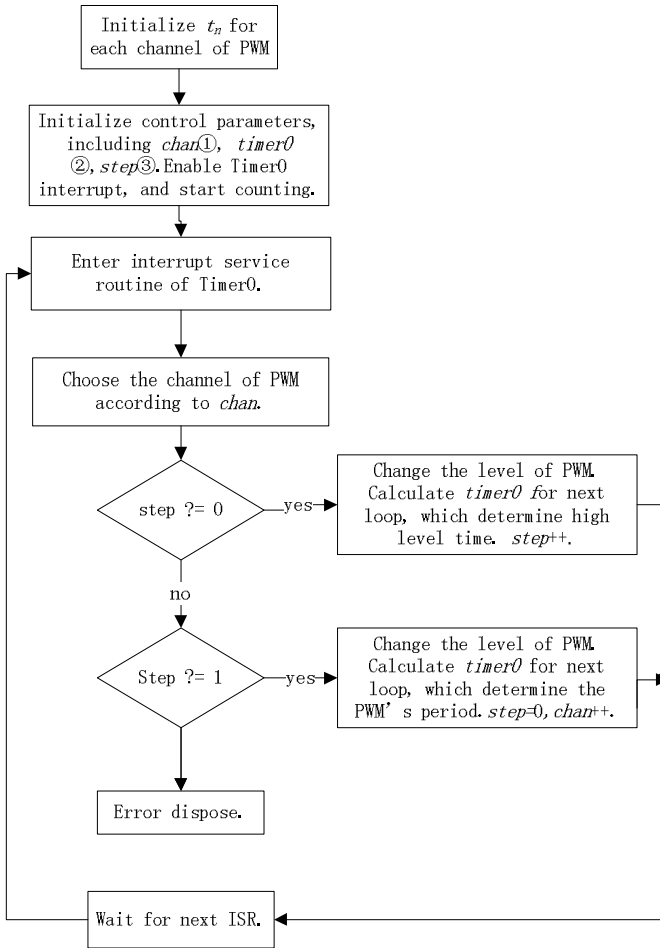 Initialize tn for
each channel of PWM
Initialize control parameters,
including chan①, timer0
②, step③. Enable Timer0
interrupt, and start counting.
Enter interrupt service
routine of Timer0.
Choose the channel of PWM
according to chan.
step ?= 0
yes
Change the level of PWM.
Calculate timer0 for next
loop, which determine high
level time. step++.
no
Step ?= 1
yes
Change the level of PWM.
Calculate timer0 for next
loop, which determine the
PWM's period. step=0, chan++.
Error dispose.
Wait for next ISR.